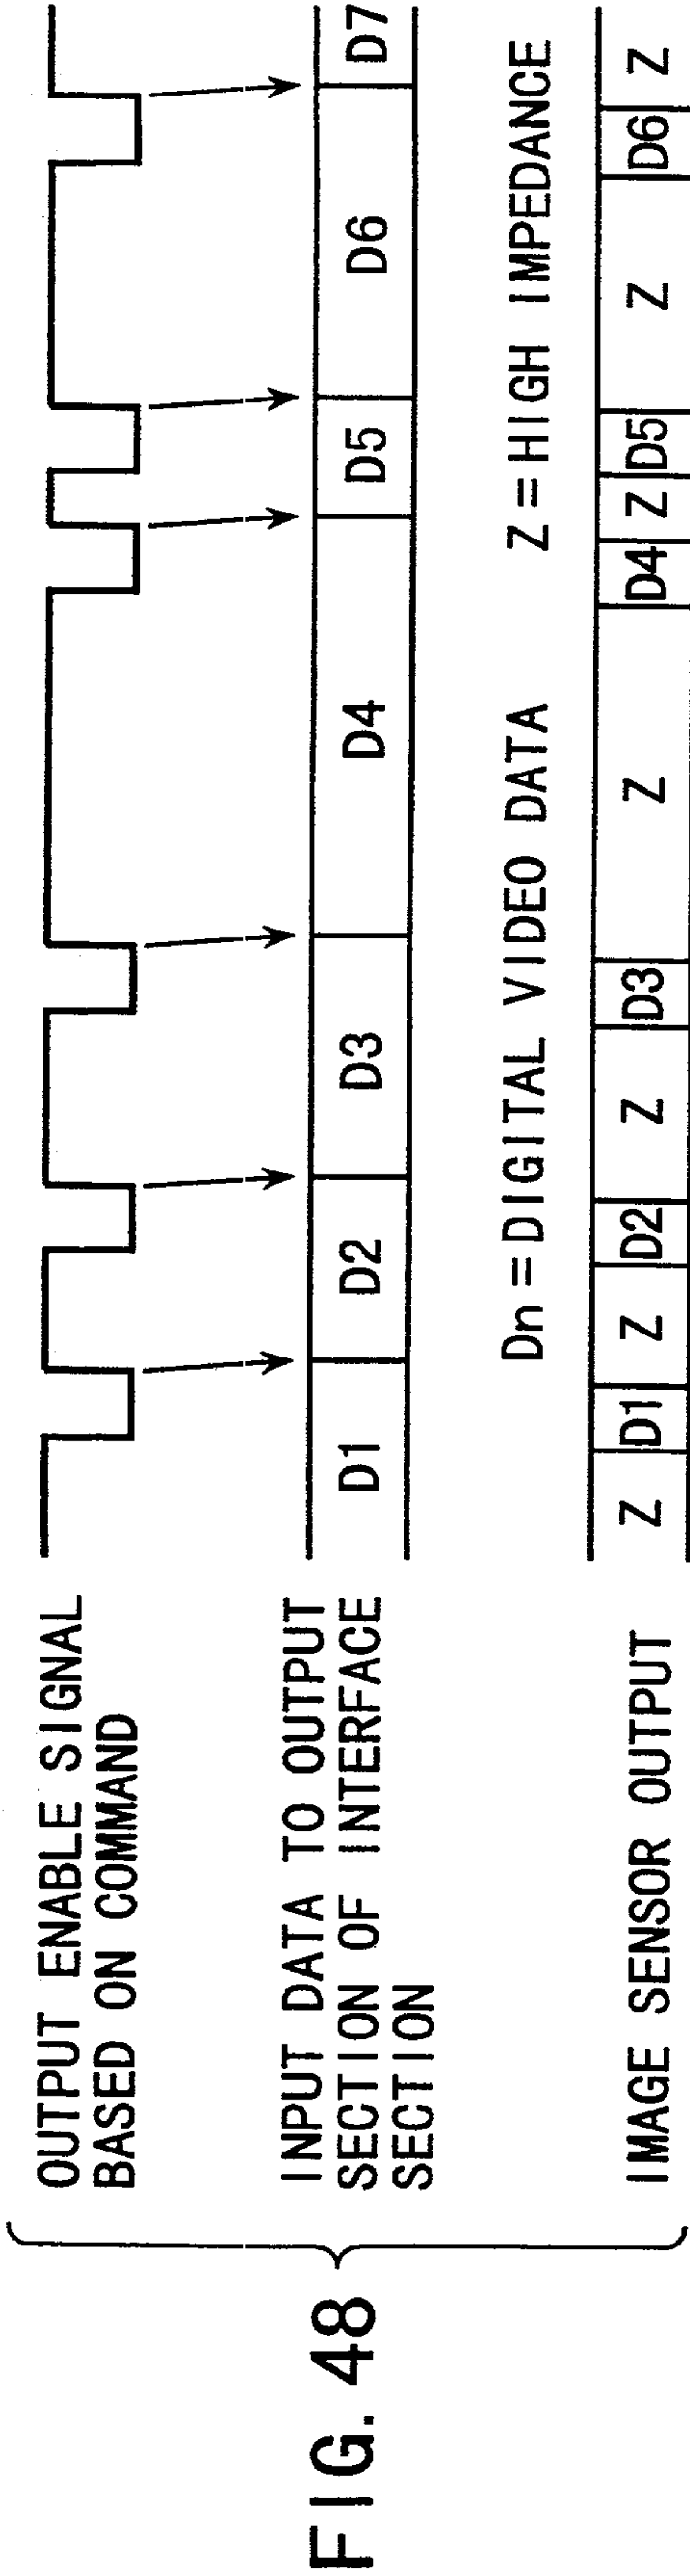 FIG. 48
OUTPUT ENABLE SIGNAL
BASED ON COMMAND
INPUT DATA TO OUTPUT
SECTION OF INTERFACE
SECTION
D1 D2 D3 D4 D5 D6 D7
Dn = DIGITAL VIDEO DATA Z = HIGH IMPEDANCE
IMAGE SENSOR OUTPUT
Z D1 Z D2 Z D3 Z D4 Z D5 Z D6 Z